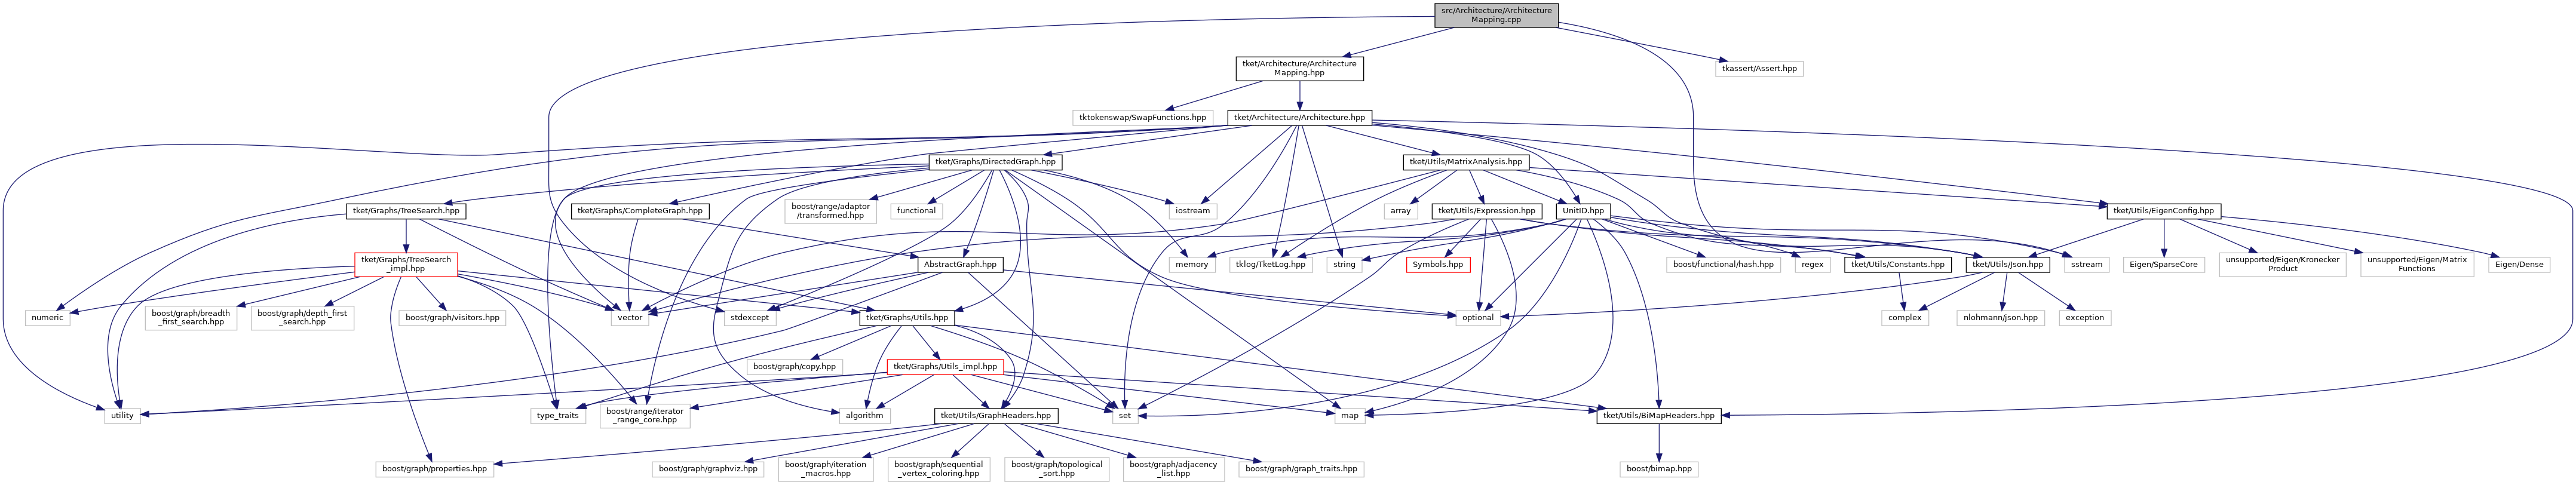 src/Architecture/Architecture
Mapping.cpp
tket/Architecture/Architecture
Mapping.hpp
tkassert/Assert.hpp
tktokenswap/SwapFunctions.hpp
tket/Architecture/Architecture.hpp
tket/Graphs/DirectedGraph.hpp
tket/Utils/MatrixAnalysis.hpp
tket/Graphs/TreeSearch.hpp
tket/Graphs/CompleteGraph.hpp
boost/range/adaptor
/transformed.hpp
functional
iostream
array
tket/Utils/Expression.hpp
UnitID.hpp
tket/Utils/EigenConfig.hpp
tket/Graphs/TreeSearch
_impl.hpp
AbstractGraph.hpp
memory
tklog/TketLog.hpp
string
Symbols.hpp
boost/functional/hash.hpp
regex
tket/Utils/Constants.hpp
tket/Utils/Json.hpp
sstream
Eigen/SparseCore
unsupported/Eigen/Kronecker
Product
unsupported/Eigen/Matrix
Functions
Eigen/Dense
numeric
boost/graph/breadth
_first_search.hpp
boost/graph/depth_first
_search.hpp
boost/graph/visitors.hpp
vector
stdexcept
tket/Graphs/Utils.hpp
optional
complex
nlohmann/json.hpp
exception
boost/graph/copy.hpp
tket/Graphs/Utils_impl.hpp
utility
type_traits
boost/range/iterator
_range_core.hpp
algorithm
tket/Utils/GraphHeaders.hpp
set
map
tket/Utils/BiMapHeaders.hpp
boost/graph/properties.hpp
boost/graph/graphviz.hpp
boost/graph/iteration
_macros.hpp
boost/graph/sequential
_vertex_coloring.hpp
boost/graph/topological
_sort.hpp
boost/graph/adjacency
_list.hpp
boost/graph/graph_traits.hpp
boost/bimap.hpp